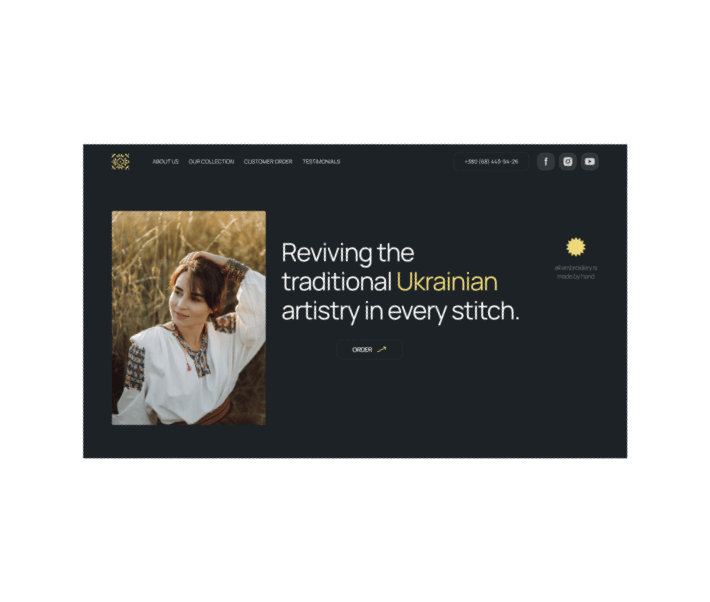 ABOUT US
OUR COLLECTION
CUSTOMER ORDER
TESTIMONIALS
+380 (68) 443-94-26
Reviving the
traditional Ukrainian
artistry in every stitch.
all embroidery is
made by hand
ORDER